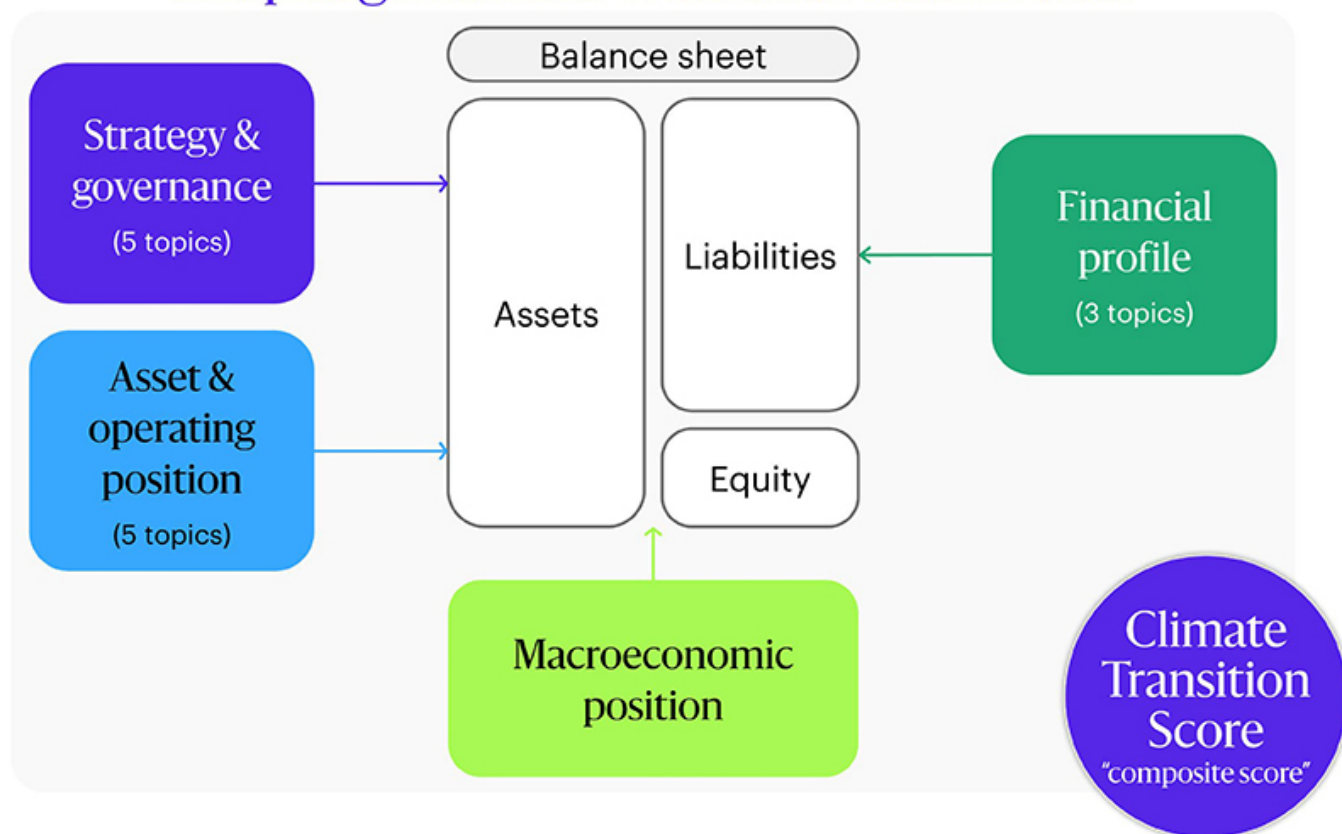 Balance sheet
Strategy &
governance
(5 topics)
Asset &
operating
position
(5 topics)
Assets
Liabilities
Equity
Financial
profile
(3 topics)
Macroeconomic
position
Climate
Transition
Score
"composite score"